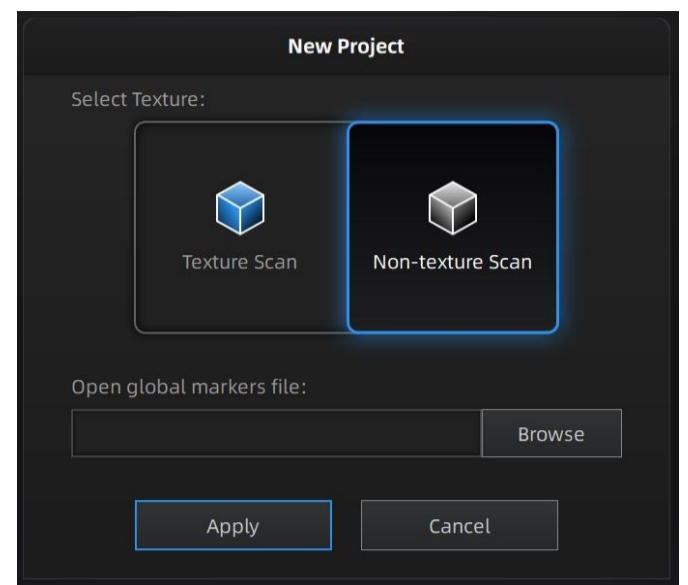 New Project
Select Texture:
Texture Scan
Non-texture Scan
Open global markers file:
Browse
Apply
Cancel